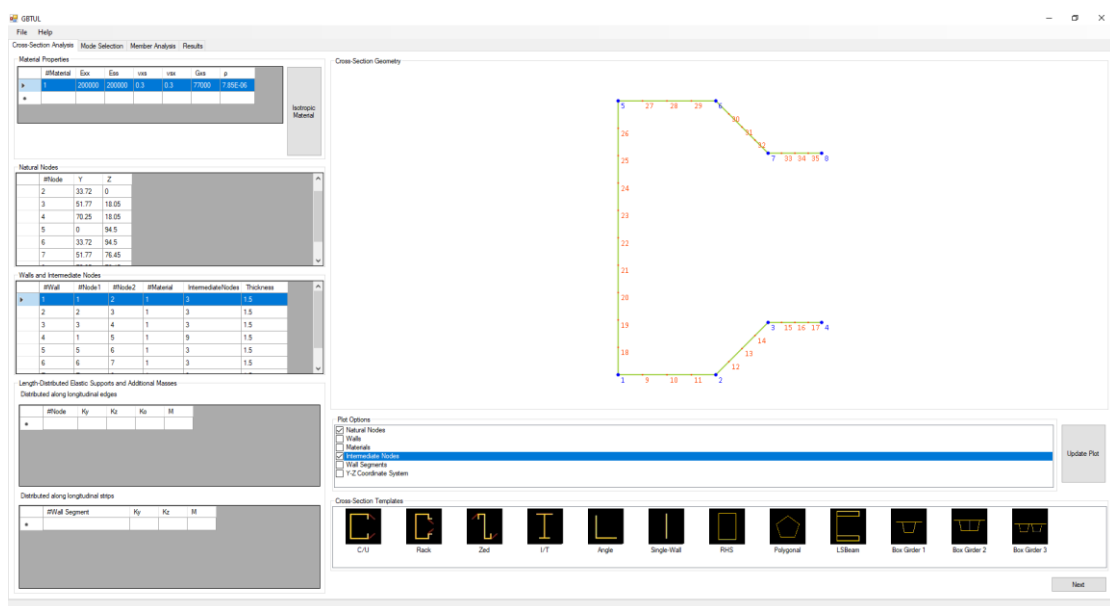 GBTUL
File Help
Cross-Section Analysis Mode Selection Member Analysis Results
Material Properties
#Material Exx Ess vxs vsx Gxs ρ
1 200000 200000 0.3 0.3 77000 7.85E-06
Isotropic Material
Natural Nodes
#Node Y Z
2 33.72 0
3 51.77 18.05
4 70.25 18.05
5 0 94.5
6 33.72 94.5
7 51.77 76.45
Walls and Intermediate Nodes
#Wall #Node1 #Node2 #Material IntermediateNodes Thickness
1 1 2 1 3 1.5
2 2 3 1 3 1.5
3 3 4 1 3 1.5
4 1 5 1 9 1.5
5 5 6 1 3 1.5
6 6 7 1 3 1.5
Length-Distributed Elastic Supports and Additional Masses
Distributed along longitudinal edges
#Node Ky Kz Kx M
Distributed along longitudinal strips
#Wall Segment Ky Kz M
Cross-Section Geometry
5 27 28 29 6
30
26
31
32
7 33 34 35 8
25
24
23
22
21
20
19
3 15 16 17 4
14
18
13
12
1 9 10 11 2
Plot Options
Natural Nodes
Walls
Materials
Intermediate Nodes
Wall Segments
Y-Z Coordinate System
Update Plot
Cross-Section Templates
C/U Rack Zed I/T Angle Single-Wall RHS Polygonal LSBeam Box Girder 1 Box Girder 2 Box Girder 3
Next